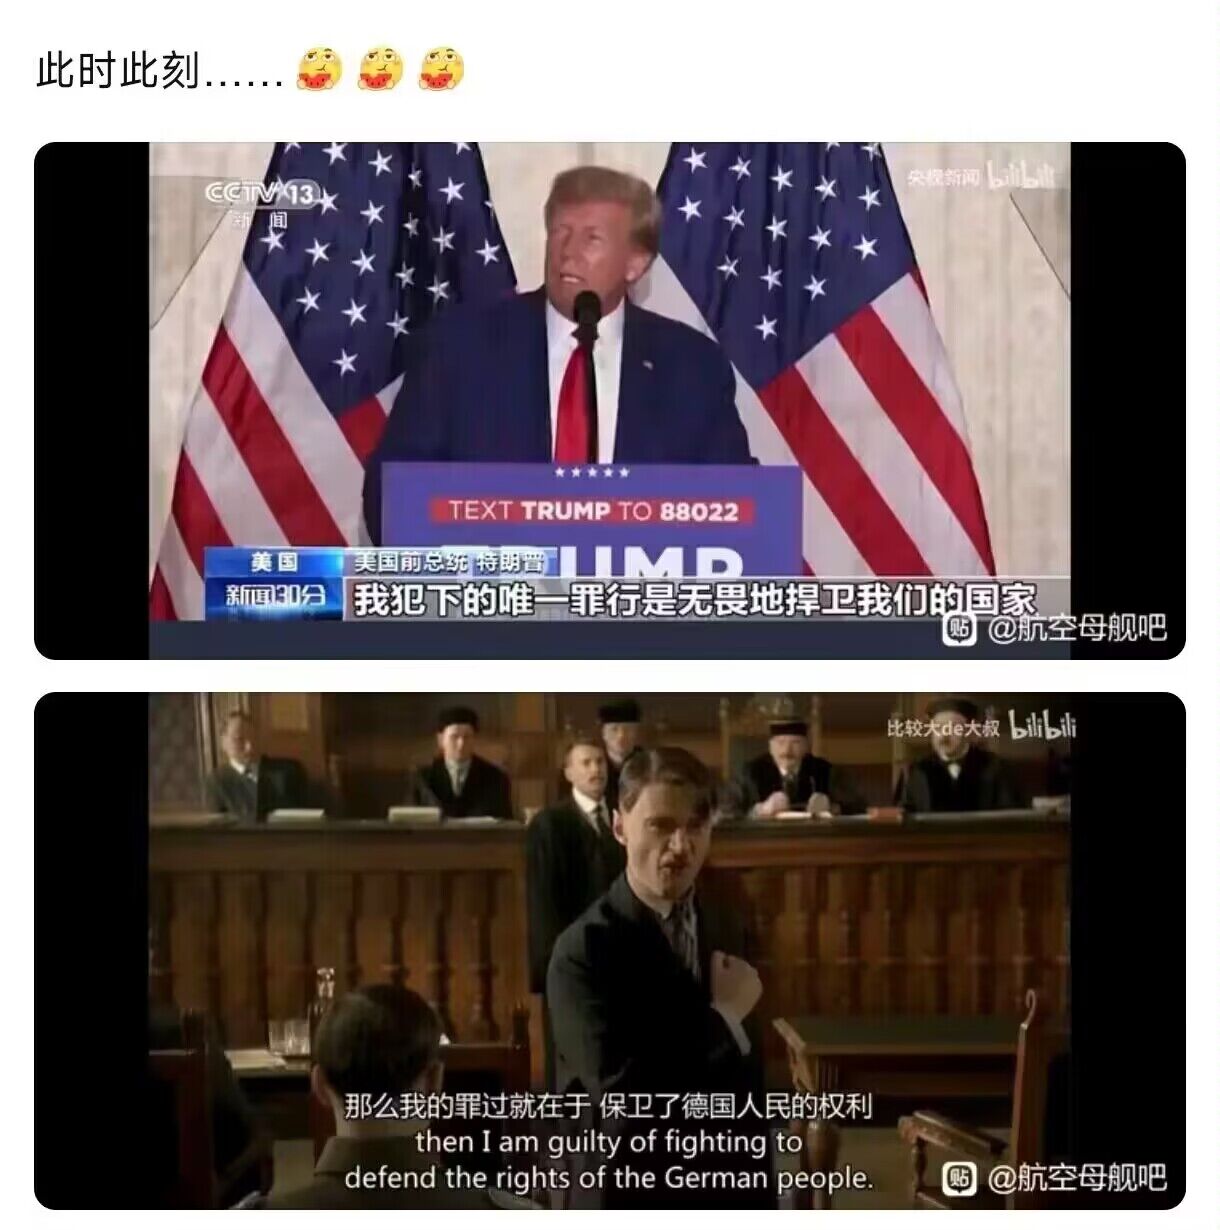 此时此刻……
CCTV 13
新闻
央视新闻 bilibili
TEXT TRUMP TO 88022
TRUMP
美国 美国前总统 特朗普
新闻30分 我犯下的唯一罪行是无畏地捍卫我们的国家
贴 @航空母舰吧
比较大de大叔 bilibili
那么我的罪过就在于 保卫了德国人民的权利
then I am guilty of fighting to
defend the rights of the German people.
贴 @航空母舰吧